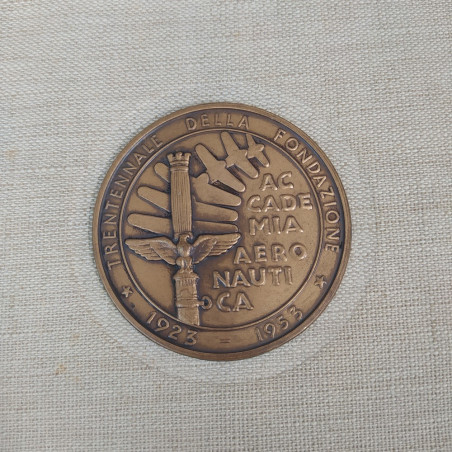 ★ TRENTENNALE DELLA FONDAZIONE ★
AC
CADE
MIA
AERO
NAUTI
CA
1923 = 1953